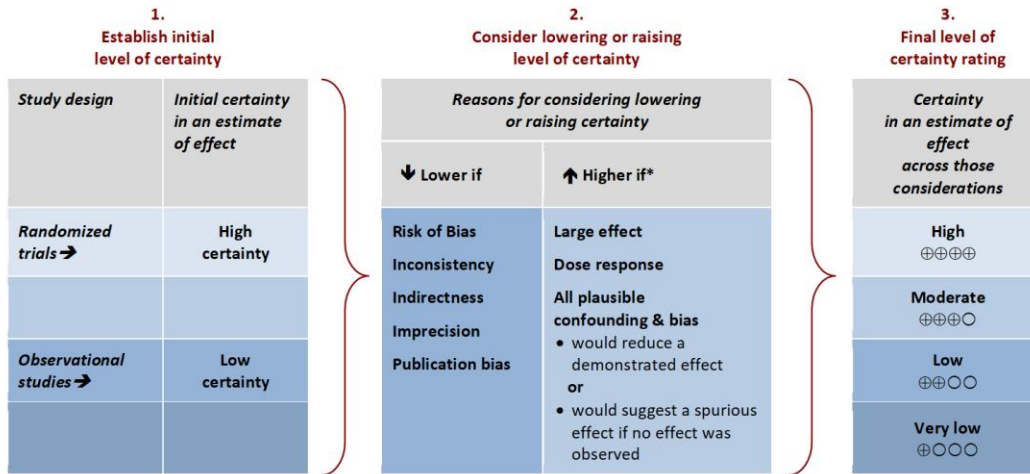 1.
Establish initial
level of certainty
2.
Consider lowering or raising
level of certainty
3.
Final level of
certainty rating
Study design
Initial certainty
in an estimate
of effect
Reasons for considering lowering
or raising certainty
🡻 Lower if
🡹 Higher if*
Certainty
in an estimate of
effect
across those
considerations
Randomized
trials➔
High
certainty
Observational
studies➔
Low
certainty
Risk of Bias
Inconsistency
Indirectness
Imprecision
Publication bias
Large effect
Dose response
All plausible
confounding & bias
• would reduce a
demonstrated effect
or
• would suggest a spurious
effect if no effect was
observed
High
⊕⊕⊕⊕
Moderate
⊕⊕⊕○
Low
⊕⊕○○
Very low
⊕○○○